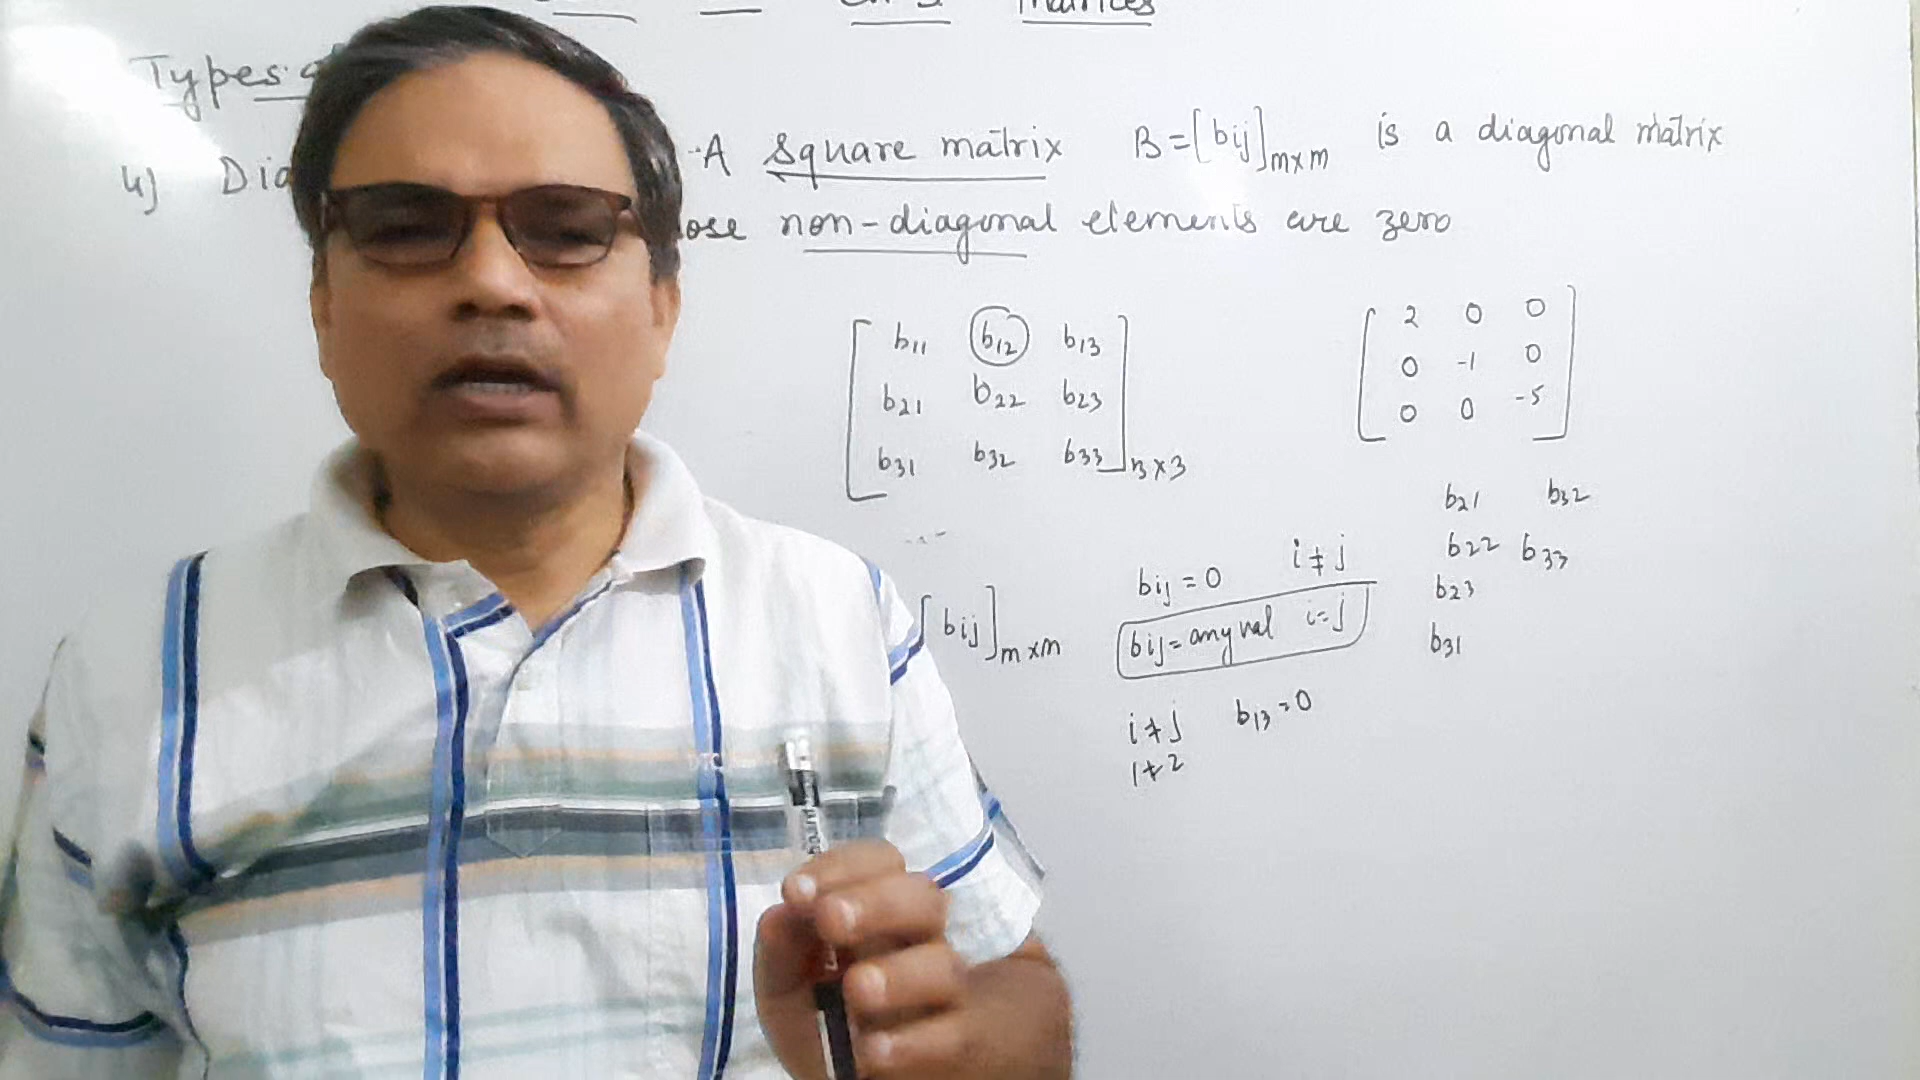 Matrices
Types
4) Dia A square matrix B = [bij]m×m is a diagonal matrix
ose non-diagonal elements are zero
[ b11 b12 b13
b21 b22 b23
b31 b32 b33 ]3×3
[ 2 0 0
0 -1 0
0 0 -5 ]
[bij]m×m
bij = 0 i ≠ j
bij = any val i = j
i ≠ j b13 = 0
1 ≠ 2
b21 b32
b22 b33
b23
b31